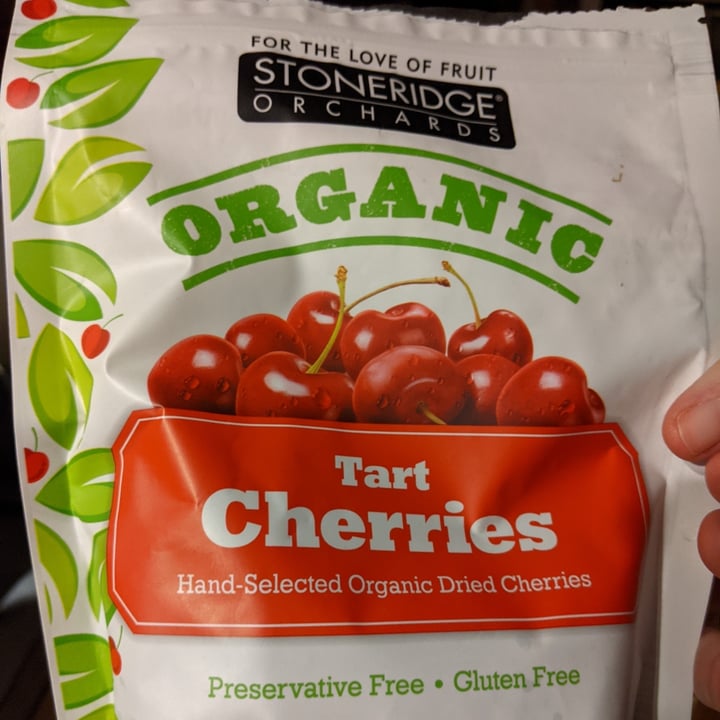 FOR THE LOVE OF FRUIT
STONERIDGE®
ORCHARDS
ORGANIC
Tart
Cherries
Hand-Selected Organic Dried Cherries
Preservative Free • Gluten Free